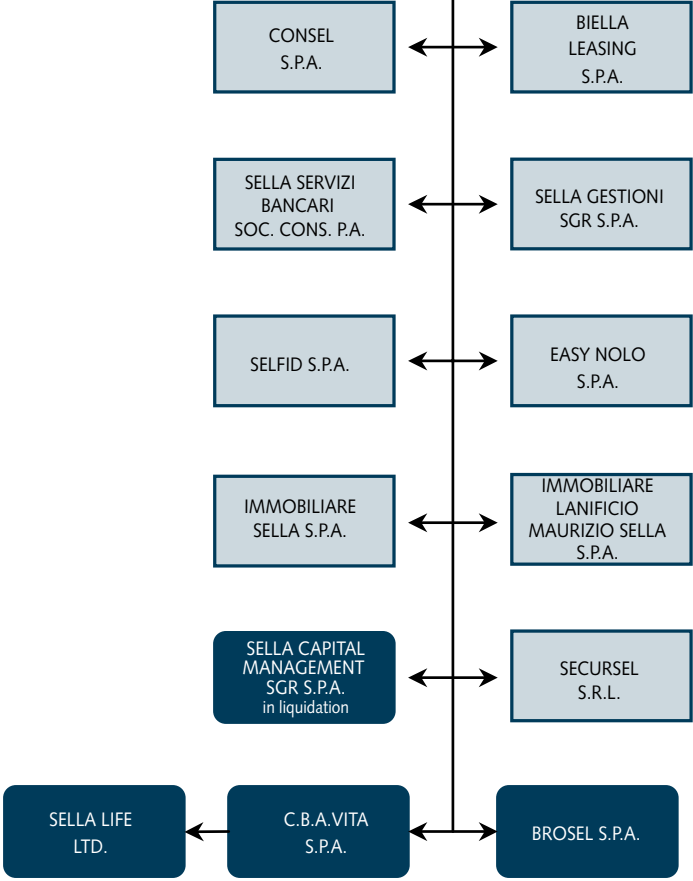 CONSEL
S.P.A.
BIELLA
LEASING
S.P.A.
SELLA SERVIZI
BANCARI
SOC. CONS. P.A.
SELLA GESTIONI
SGR S.P.A.
SELFID S.P.A.
EASY NOLO
S.P.A.
IMMOBILIARE
SELLA S.P.A.
IMMOBILIARE
LANIFICIO
MAURIZIO SELLA
S.P.A.
SELLA CAPITAL
MANAGEMENT
SGR S.P.A.
in liquidation
SECURSEL
S.R.L.
SELLA LIFE
LTD.
C.B.A.VITA
S.P.A.
BROSEL S.P.A.